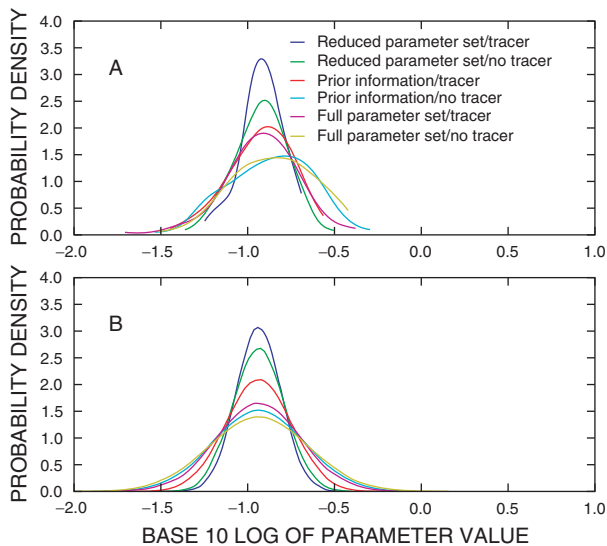 PROBABILITY DENSITY
4.0
3.5
3.0
2.5
2.0
1.5
1.0
0.5
0.0
A
Reduced parameter set/tracer
Reduced parameter set/no tracer
Prior information/tracer
Prior information/no tracer
Full parameter set/tracer
Full parameter set/no tracer
−2.0 −1.5 −1.0 −0.5 0.0 0.5 1.0
PROBABILITY DENSITY
4.0
3.5
3.0
2.5
2.0
1.5
1.0
0.5
0.0
B
−2.0 −1.5 −1.0 −0.5 0.0 0.5 1.0
BASE 10 LOG OF PARAMETER VALUE